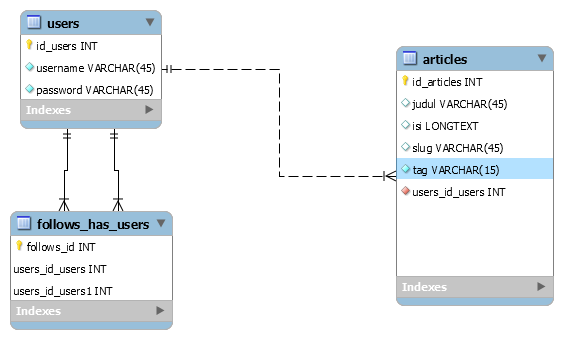 users
id_users INT
username VARCHAR(45)
password VARCHAR(45)
Indexes
articles
id_articles INT
judul VARCHAR(45)
isi LONGTEXT
slug VARCHAR(45)
tag VARCHAR(15)
users_id_users INT
Indexes
follows_has_users
follows_id INT
users_id_users INT
users_id_users1 INT
Indexes